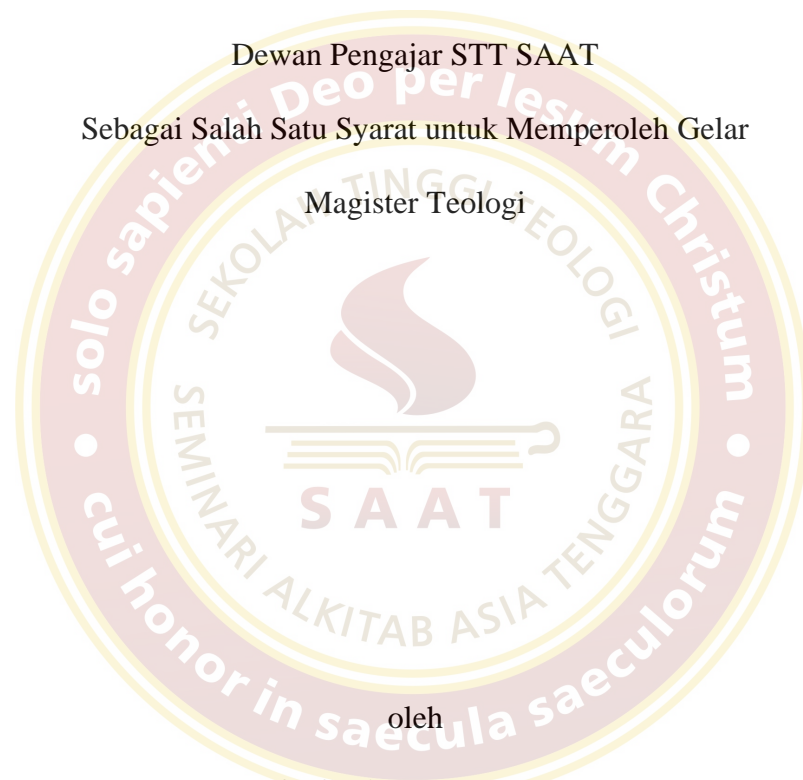 Dewan Pengajar STT SAAT
Sebagai Salah Satu Syarat untuk Memperoleh Gelar
Magister Teologi
solo sapienti Deo per Iesum Christum
SEKOLAH TINGGI TEOLOGI
SAAT
SEMINARI ALKITAB ASIA TENGGARA
cui honor in saecula saeculorum
oleh